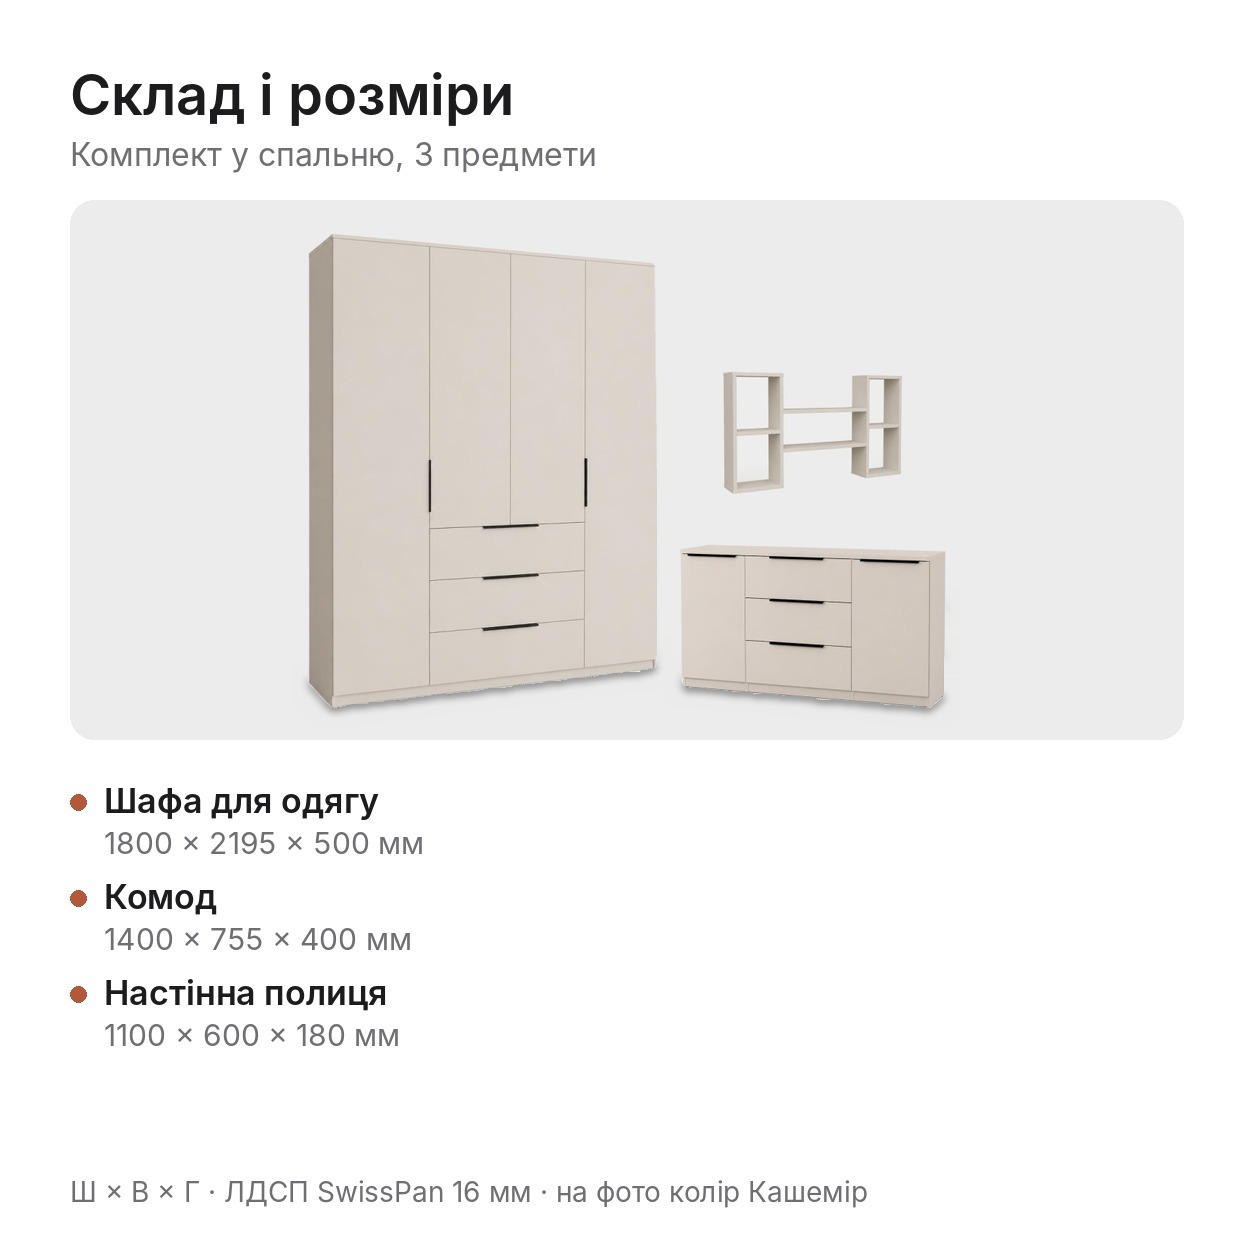 Склад і розміри
Комплект у спальню, 3 предмети
Шафа для одягу
1800 × 2195 × 500 мм
Комод
1400 × 755 × 400 мм
Настінна полиця
1100 × 600 × 180 мм
Ш × В × Г · ЛДСП SwissPan 16 мм · на фото колір Кашемір